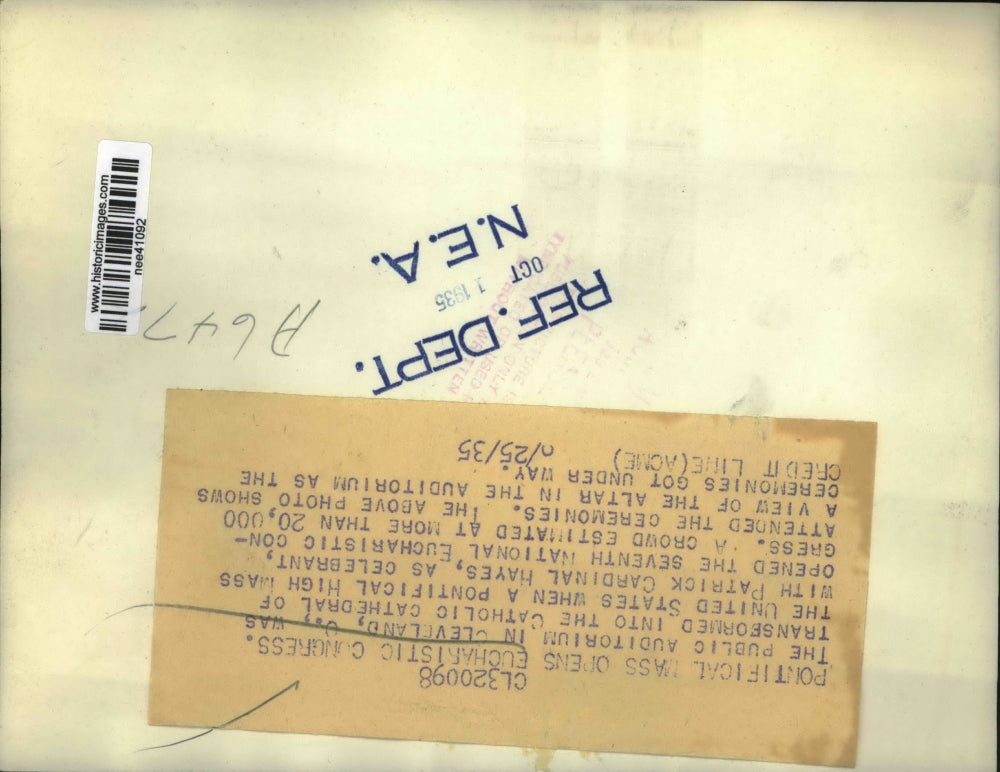 CL320098
PONTIFICAL MASS OPENS EUCHARISTIC CONGRESS.
THE PUBLIC AUDITORIUM IN CLEVELAND, O., WAS
TRANSFORMED INTO THE CATHOLIC CATHEDRAL OF
THE UNITED STATES WHEN A PONTIFICAL HIGH MASS
WITH PATRICK CARDINAL HAYES, AS CELEBRANT,
OPENED THE SEVENTH NATIONAL EUCHARISTIC CON-
GRESS. A CROWD ESTIMATED AT MORE THAN 20,000
ATTENDED THE CEREMONIES. THE ABOVE PHOTO SHOWS
A VIEW OF THE ALTAR IN THE AUDITORIUM AS THE
CEREMONIES GOT UNDER WAY.
CREDIT LINE(ACME) /25/35
REF. DEPT.
OCT 1 1935
N.E.A.
www.historicimages.com
nee41092